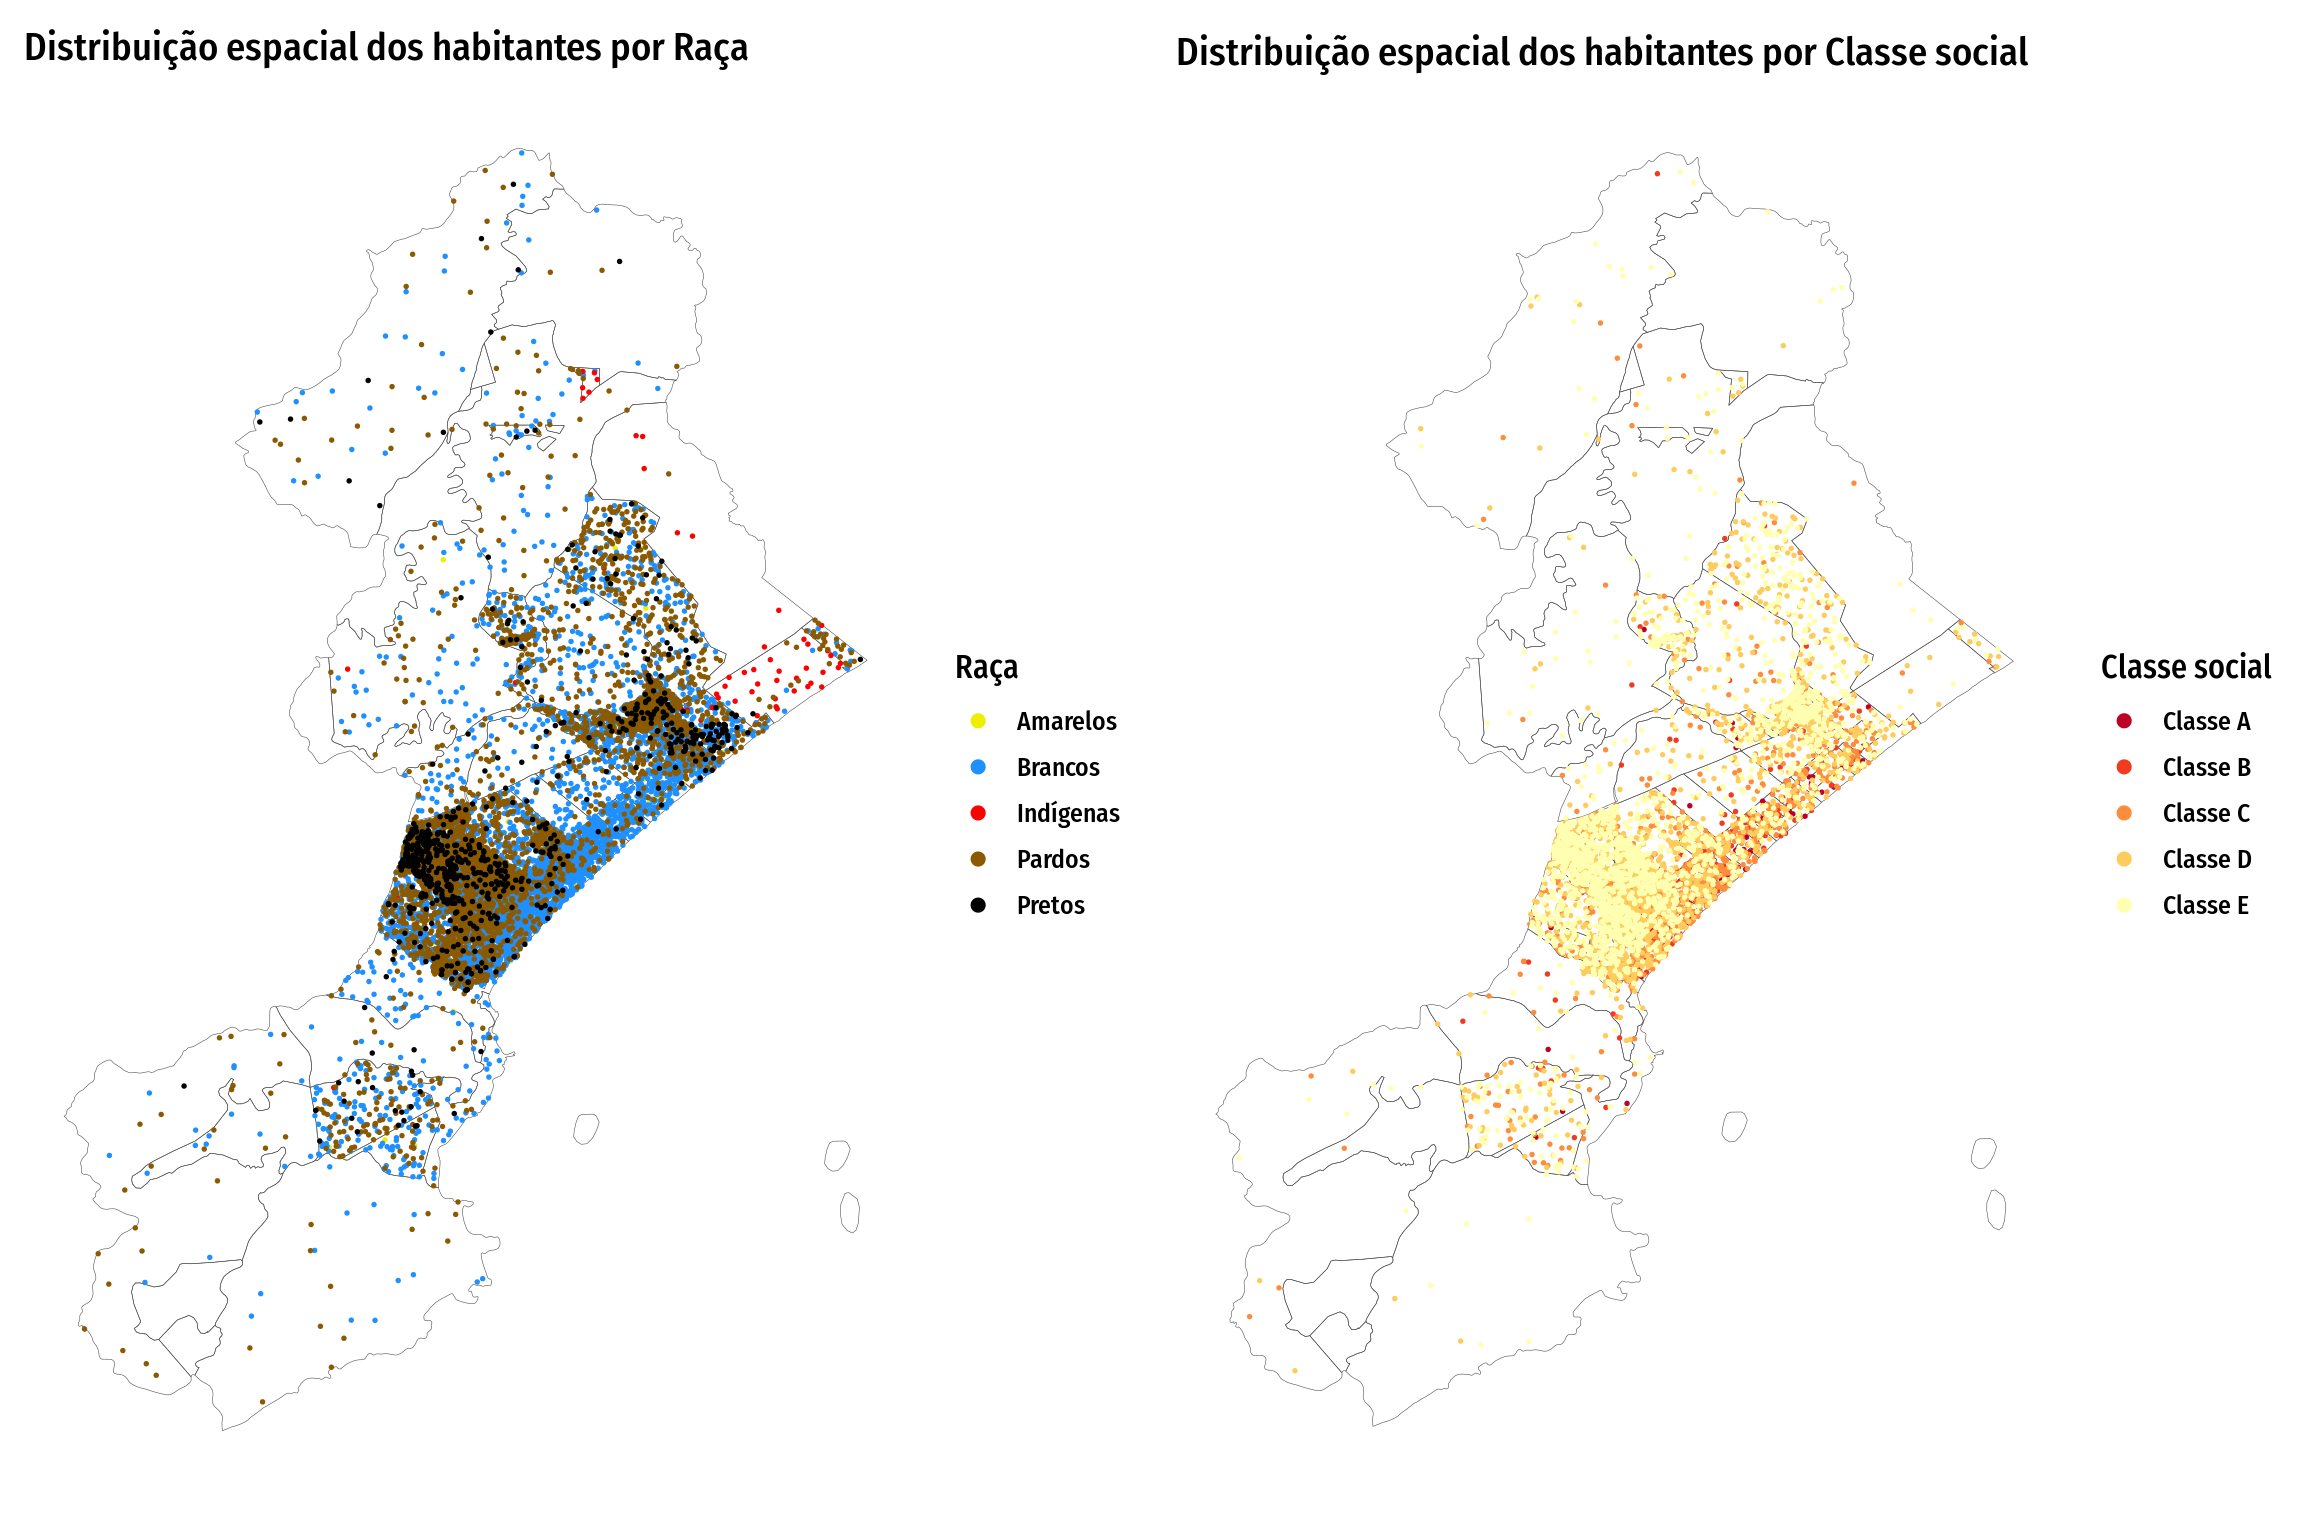 Distribuição espacial dos habitantes por Raça
Raça
Amarelos
Brancos
Indígenas
Pardos
Pretos
Distribuição espacial dos habitantes por Classe social
Classe social
Classe A
Classe B
Classe C
Classe D
Classe E